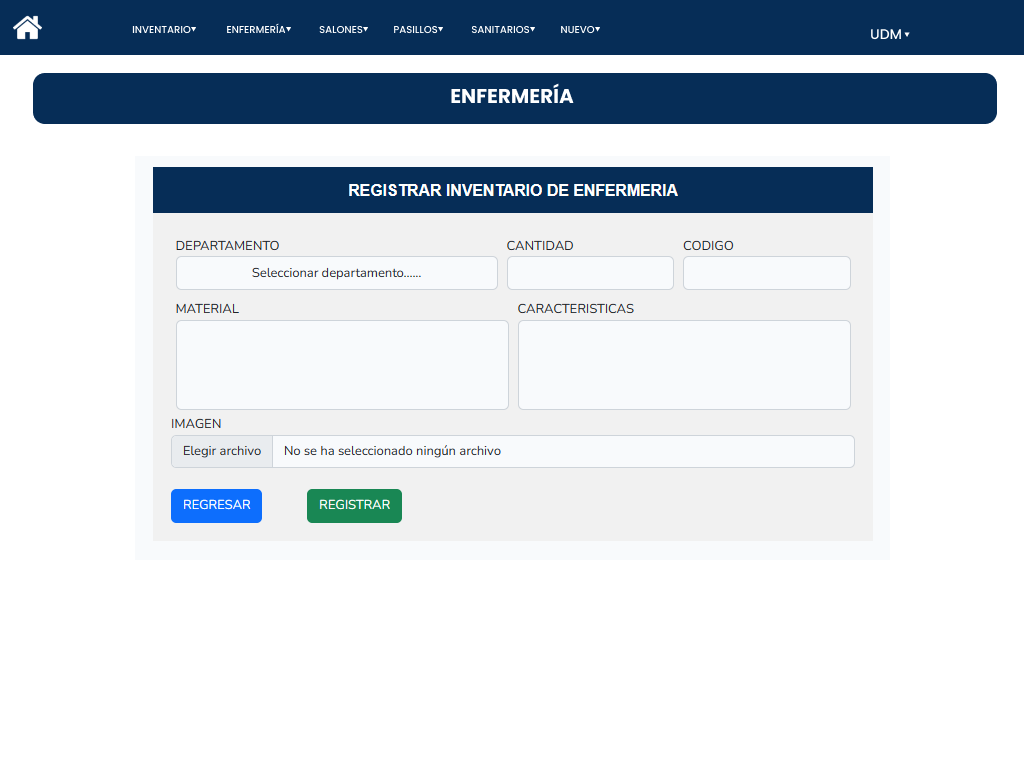 INVENTARIO▾ ENFERMERÍA▾ SALONES▾ PASILLOS▾ SANITARIOS▾ NUEVO▾ UDM ▾
ENFERMERÍA
REGISTRAR INVENTARIO DE ENFERMERIA
DEPARTAMENTO CANTIDAD CODIGO
Seleccionar departamento......
MATERIAL CARACTERISTICAS
IMAGEN
Elegir archivo No se ha seleccionado ningún archivo
REGRESAR REGISTRAR